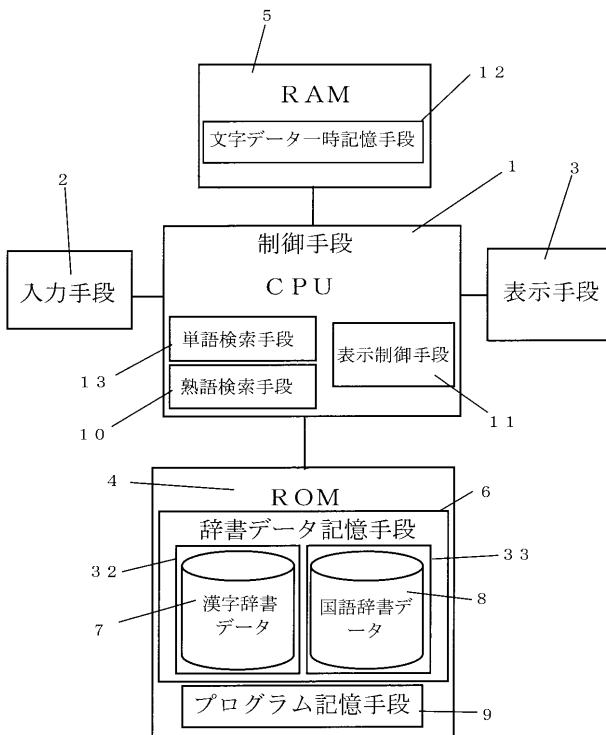 5
RAM
12
文字データ一時記憶手段
2
1
3
入力手段
制御手段
CPU
表示手段
単語検索手段
表示制御手段
13
熟語検索手段
10
11
4
ROM
6
辞書データ記憶手段
32
33
漢字辞書
データ
7
国語辞書デ
ータ
8
プログラム記憶手段
9